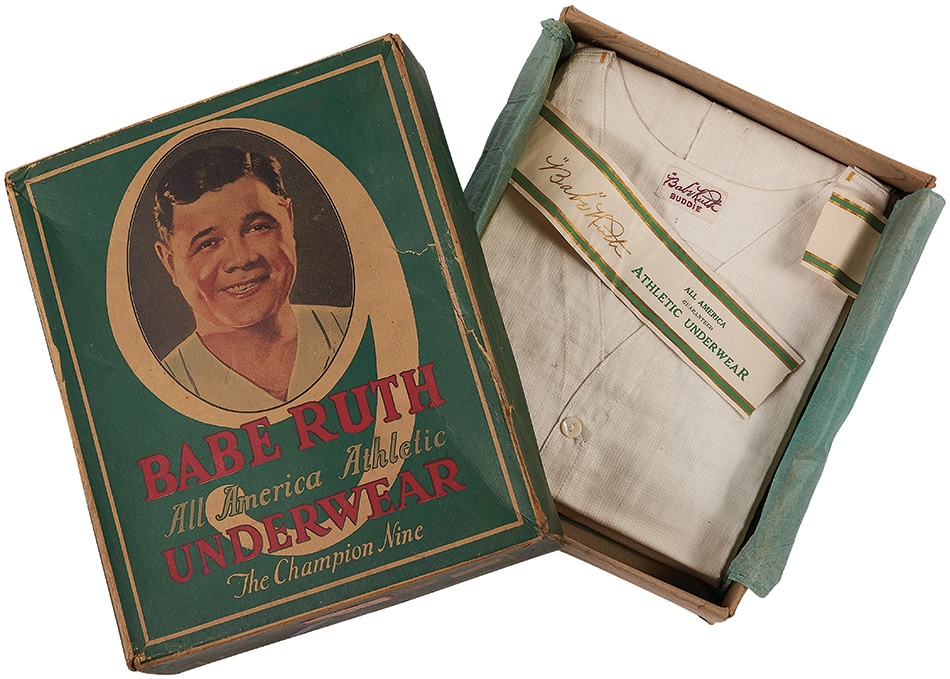 9
BABE RUTH
All America Athletic
UNDERWEAR
The Champion Nine
"Babe" Ruth
ALL AMERICA
GUARANTEED
ATHLETIC UNDERWEAR
"Babe" Ruth
BUDDIE